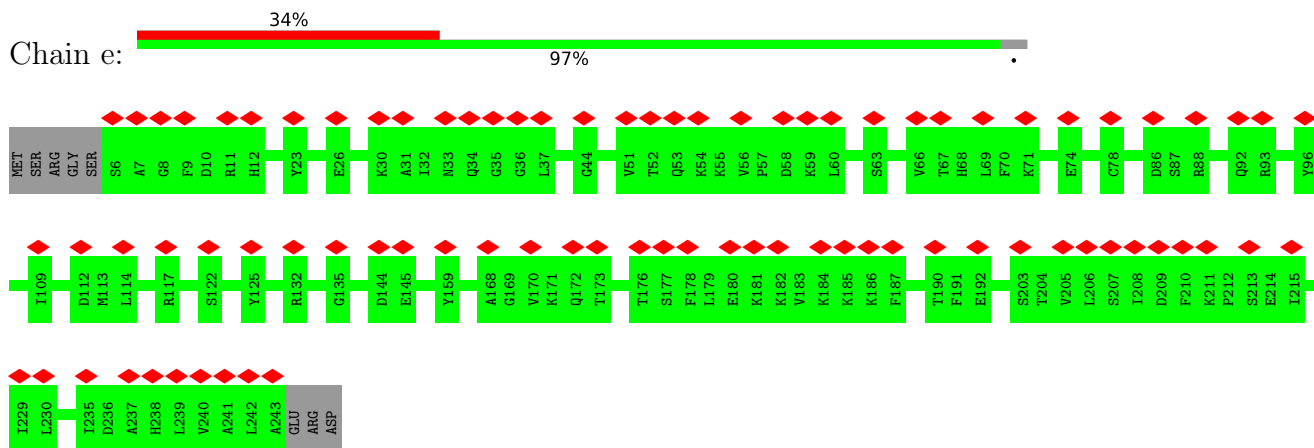 34%
Chain e:
97%
•
MET SER ARG GLY SER S6 A7 G8 F9 D10 R11 H12 Y23 E26 K30 A31 I32 N33 Q34 G35 G36 L37 G44 V51 T52 Q53 K54 K55 V56 P57 D58 K59 L60 S63 V66 T67 H68 L69 F70 K71 E74 C78 D86 S87 R88 Q92 R93 Y96
I109 D112 M113 L114 R117 S122 Y125 R132 G135 D144 E145 Y159 A168 G169 V170 K171 Q172 T173 T176 S177 F178 L179 E180 K181 K182 V183 K184 K185 K186 F187 T190 F191 E192 S203 T204 V205 L206 S207 I208 D209 F210 K211 P212 S213 E214 I215
I229 L230 I235 D236 A237 H238 L239 V240 A241 L242 A243 GLU ARG ASP